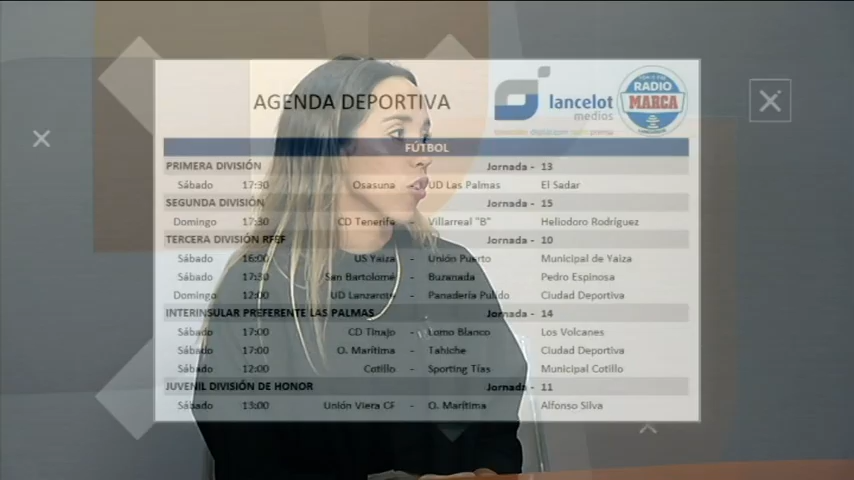 AGENDA DEPORTIVA
lancelot
medios
RADIO
MARCA
FÚTBOL
PRIMERA DIVISIÓN Jornada - 13
Sábado 17:30 Osasuna - UD Las Palmas El Sadar
SEGUNDA DIVISIÓN Jornada - 15
Domingo 17:30 CD Tenerife - Villarreal "B" Heliodoro Rodríguez
TERCERA DIVISIÓN RFEF Jornada - 10
Sábado 16:00 US Yaiza - Unión Puerto Municipal de Yaiza
Sábado 17:30 San Bartolomé - Buzanada Pedro Espinosa
Domingo 12:00 UD Lanzarote - Panadería Pulido Ciudad Deportiva
INTERINSULAR PREFERENTE LAS PALMAS Jornada - 14
Sábado 17:00 CD Tinajo - Lomo Blanco Los Volcanes
Sábado 17:00 O. Marítima - Tahiche Ciudad Deportiva
Sábado 12:00 Cotillo - Sporting Tías Municipal Cotillo
JUVENIL DIVISIÓN DE HONOR Jornada - 11
Sábado 13:00 Unión Viera CF - O. Marítima Alfonso Silva